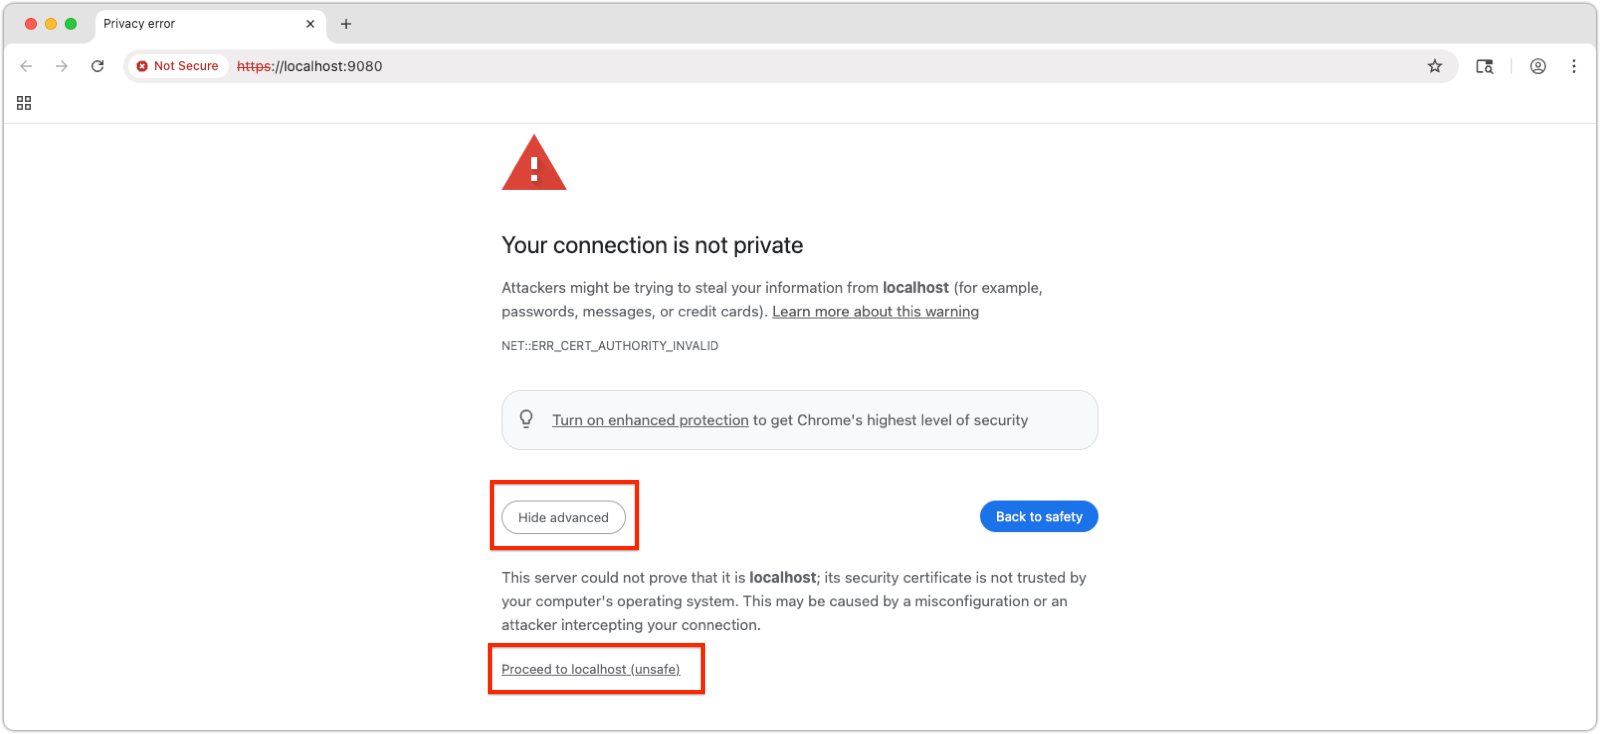 Privacy error
Not Secure https://localhost:9080
Your connection is not private
Attackers might be trying to steal your information from localhost (for example,
passwords, messages, or credit cards). Learn more about this warning
NET::ERR_CERT_AUTHORITY_INVALID
Turn on enhanced protection to get Chrome's highest level of security
Hide advanced
Back to safety
This server could not prove that it is localhost; its security certificate is not trusted by
your computer's operating system. This may be caused by a misconfiguration or an
attacker intercepting your connection.
Proceed to localhost (unsafe)